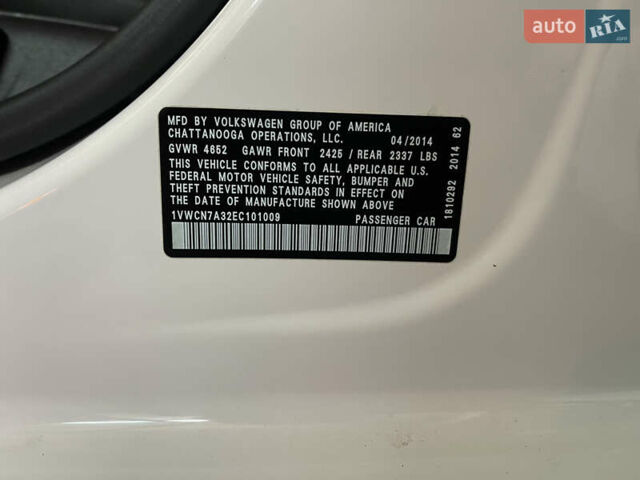 auto RIA .com
MFD BY VOLKSWAGEN GROUP OF AMERICA
CHATTANOOGA OPERATIONS, LLC. 04/2014
GVWR 4652 GAWR FRONT 2425 / REAR 2337 LBS
THIS VEHICLE CONFORMS TO ALL APPLICABLE U.S.
FEDERAL MOTOR VEHICLE SAFETY, BUMPER AND
THEFT PREVENTION STANDARDS IN EFFECT ON
THE DATE OF MANUFACTURE SHOWN ABOVE
1VWCN7A32EC101009 PASSENGER CAR
1810292 2014 62